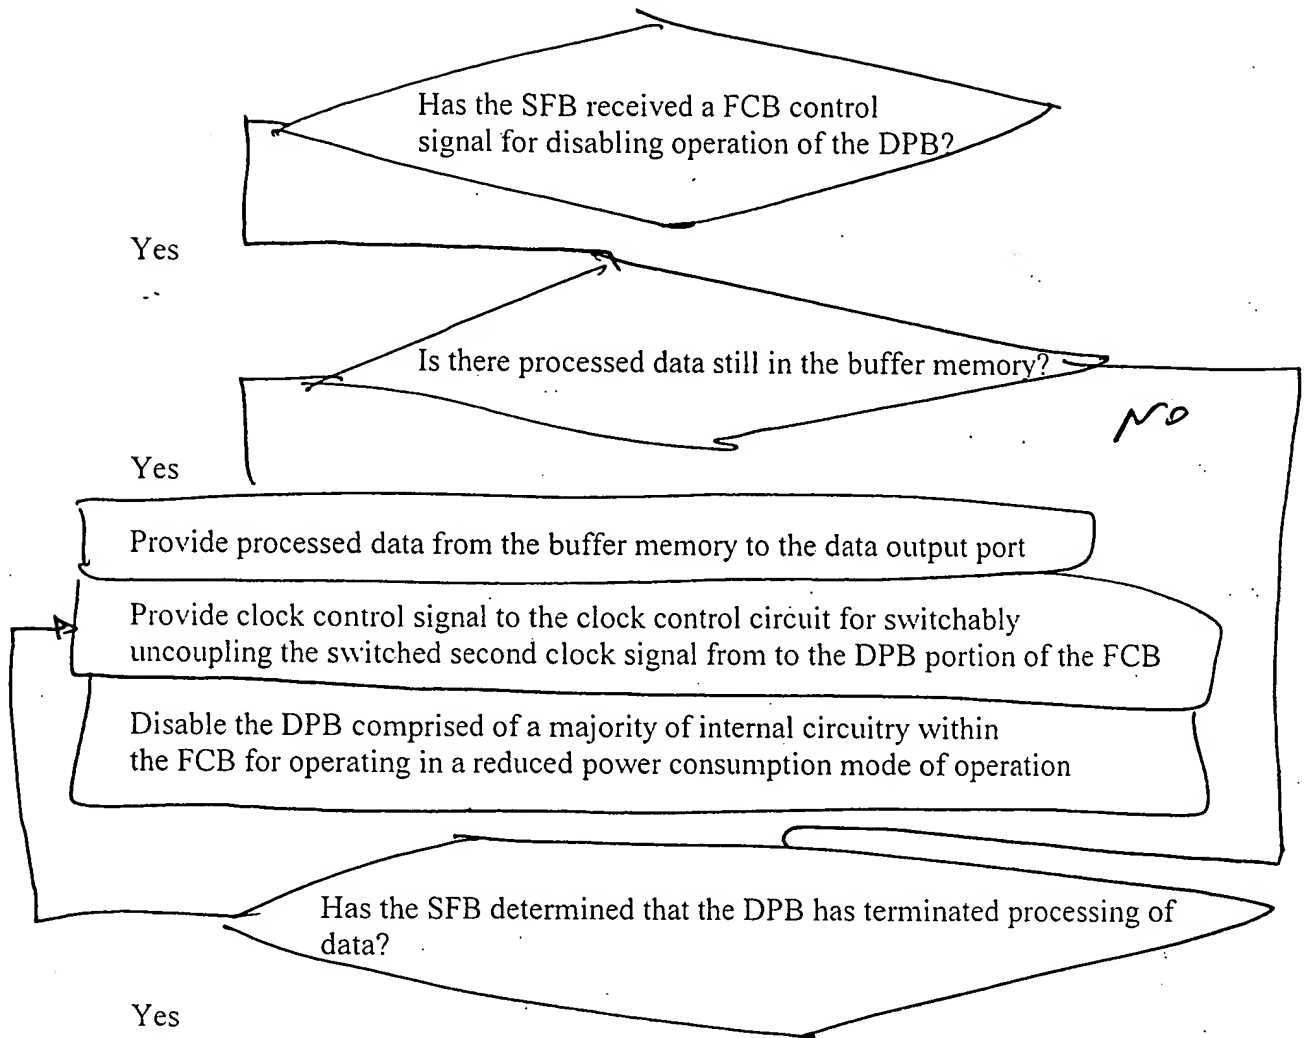 Has the SFB received a FCB control
signal for disabling operation of the DPB?
Yes
Is there processed data still in the buffer memory?
NO
Yes
Provide processed data from the buffer memory to the data output port
Provide clock control signal to the clock control circuit for switchably
uncoupling the switched second clock signal from to the DPB portion of the FCB
Disable the DPB comprised of a majority of internal circuitry within
the FCB for operating in a reduced power consumption mode of operation
Has the SFB determined that the DPB has terminated processing of
data?
Yes